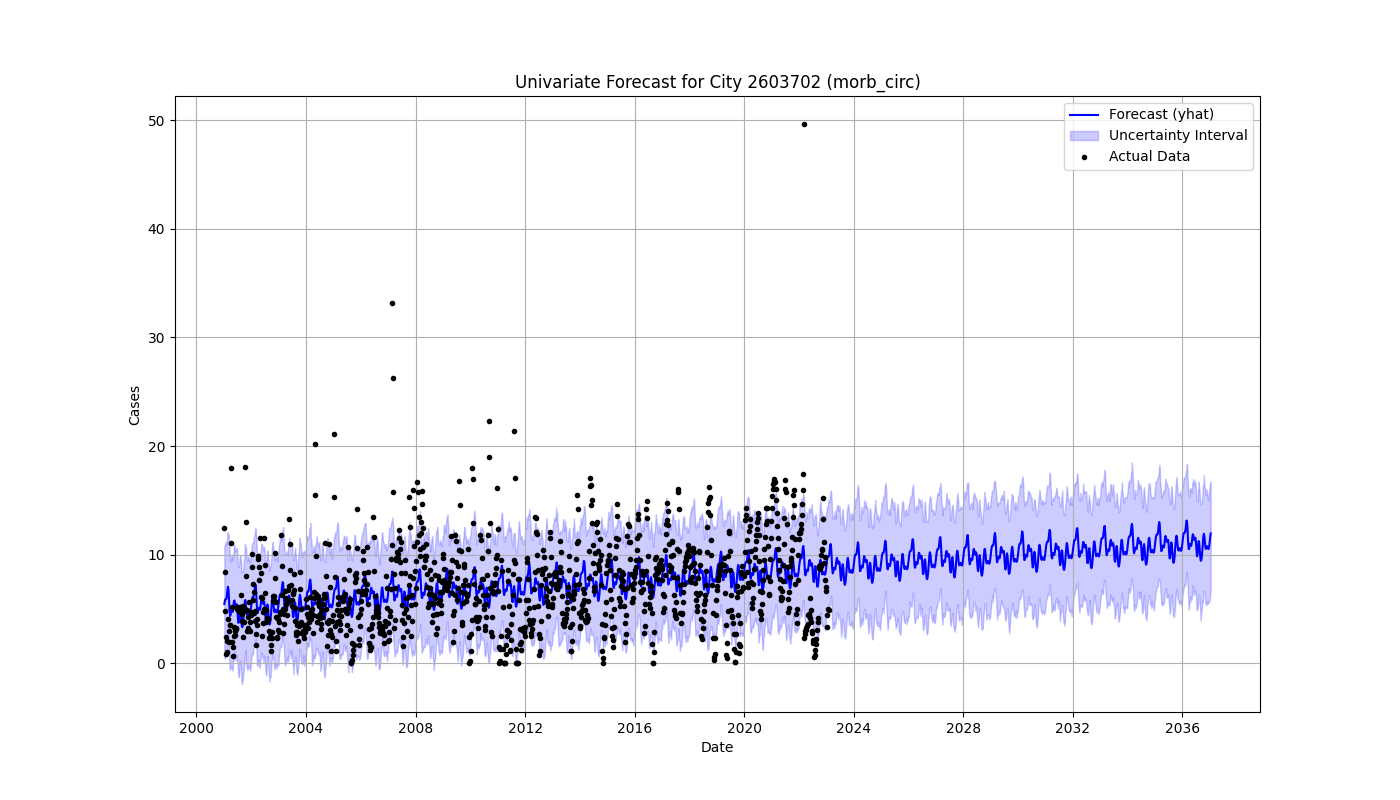 Univariate Forecast for City 2603702 (morb_circ)
Forecast (yhat)
Uncertainty Interval
Actual Data
50
40
30
20
10
0
Cases
2000 2004 2008 2012 2016 2020 2024 2028 2032 2036
Date